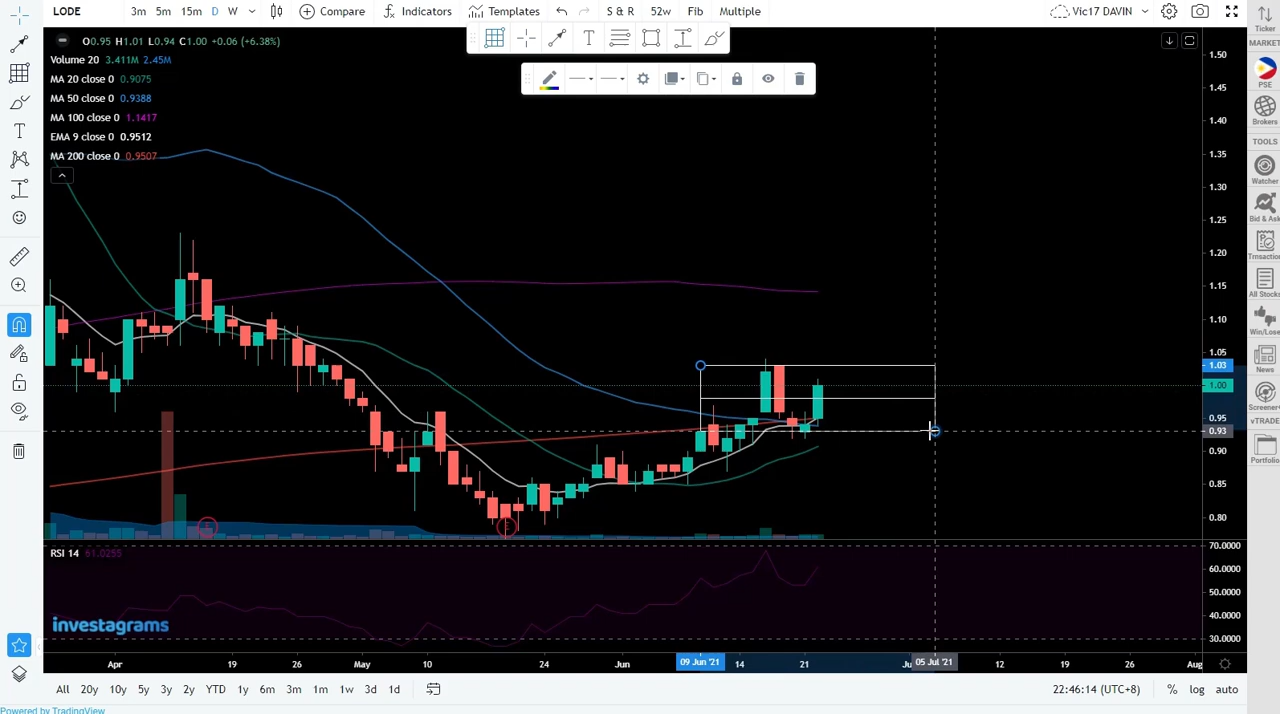 LODE
3m 5m 15m D W Compare Indicators Templates S & R 52w Fib Multiple
Vic17 DAVIN
O0.95 H1.01 L0.94 C1.00 +0.06 (+6.38%)
Volume 20 3.411M 2.45M
MA 20 close 0 0.9075
MA 50 close 0 0.9388
MA 100 close 0 1.1417
EMA 9 close 0 0.9512
MA 200 close 0 0.9507
1.50
1.45
1.40
1.35
1.30
1.25
1.20
1.15
1.10
1.05
1.03
1.00
0.95
0.93
0.90
0.85
0.80
RSI 14 61.0255
70.0000
60.0000
50.0000
40.0000
30.0000
investagrams
Apr 19 26 May 10 24 Jun 09 Jun '21 14 21 Ju 05 Jul '21 12 19 26 Aug
All 20y 10y 5y 3y 2y YTD 1y 6m 3m 1m 1w 3d 1d
22:46:14 (UTC+8) % log auto
Powered by TradingView
Ticker
MARKET
PSE
Brokers
TOOLS
Watcher
Bid & Ask
Trnsaction
All Stocks
Win/Lose
News
Screener
vTRADE
Portfolio